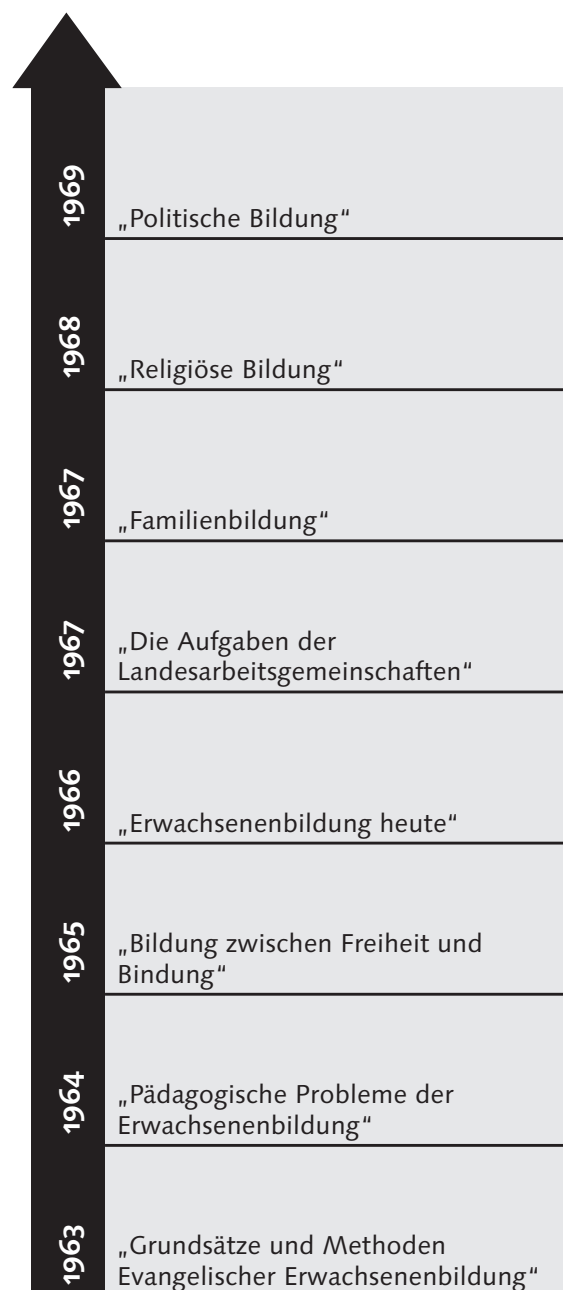 1969
„Politische Bildung“
1968
„Religiöse Bildung“
1967
„Familienbildung“
1967
„Die Aufgaben der
Landesarbeitsgemeinschaften“
1966
„Erwachsenenbildung heute“
1965
„Bildung zwischen Freiheit und
Bindung“
1964
„Pädagogische Probleme der
Erwachsenenbildung“
1963
„Grundsätze und Methoden
Evangelischer Erwachsenenbildung“